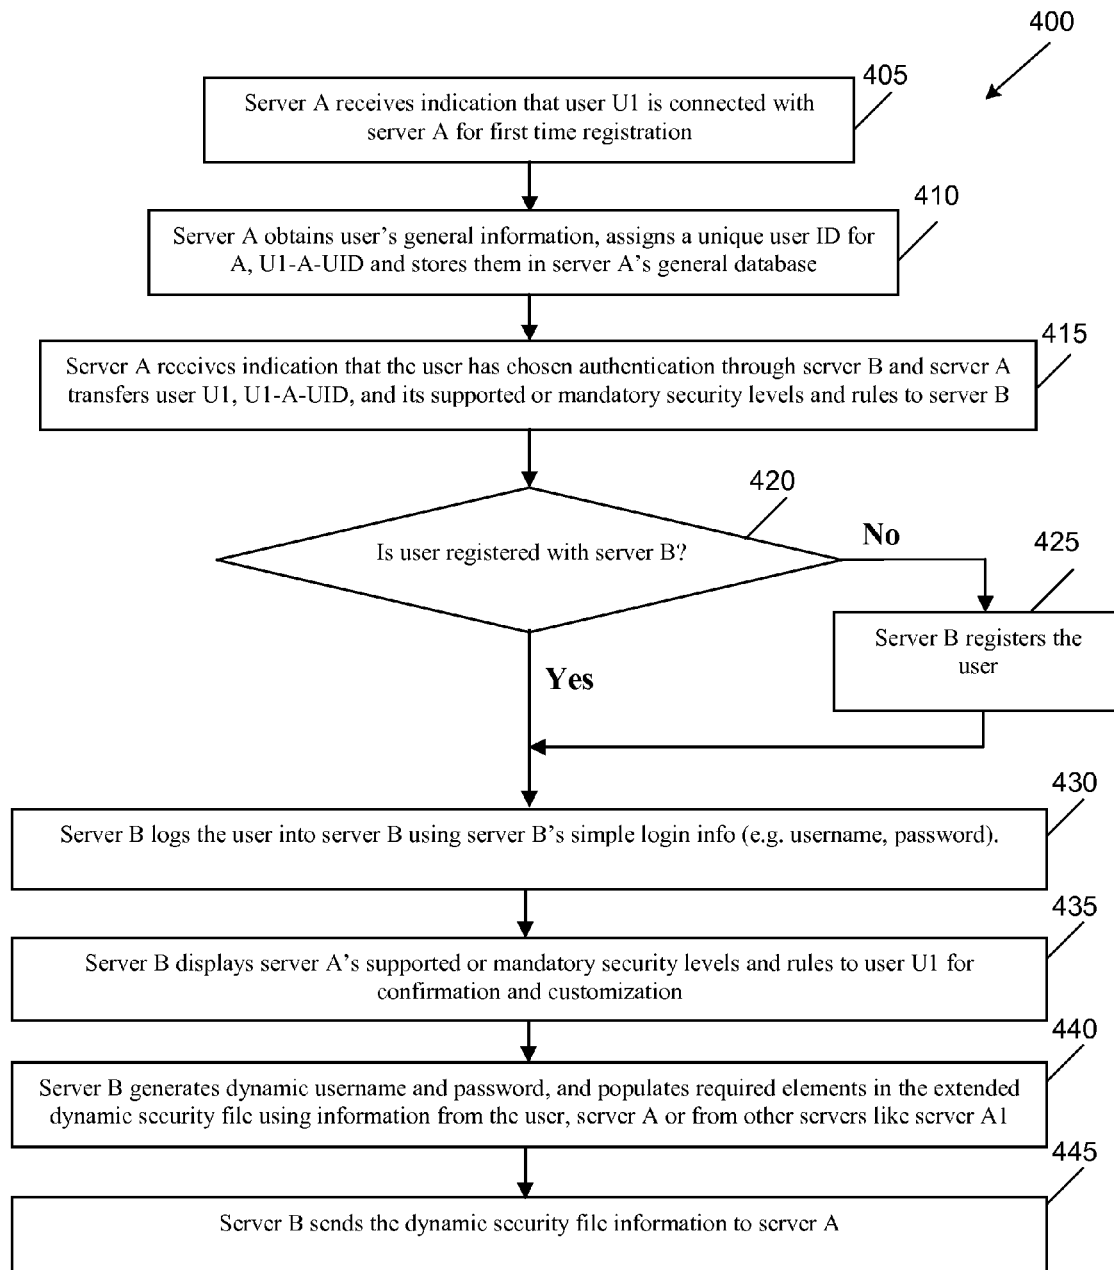 400
405
Server A receives indication that user U1 is connected with
server A for first time registration
410
Server A obtains user's general information, assigns a unique user ID for
A, U1-A-UID and stores them in server A's general database
415
Server A receives indication that the user has chosen authentication through server B and server A
transfers user U1, U1-A-UID, and its supported or mandatory security levels and rules to server B
420
Is user registered with server B?
No
425
Server B registers the
user
Yes
430
Server B logs the user into server B using server B's simple login info (e.g. username, password).
435
Server B displays server A's supported or mandatory security levels and rules to user U1 for
confirmation and customization
440
Server B generates dynamic username and password, and populates required elements in the extended
dynamic security file using information from the user, server A or from other servers like server A1
445
Server B sends the dynamic security file information to server A